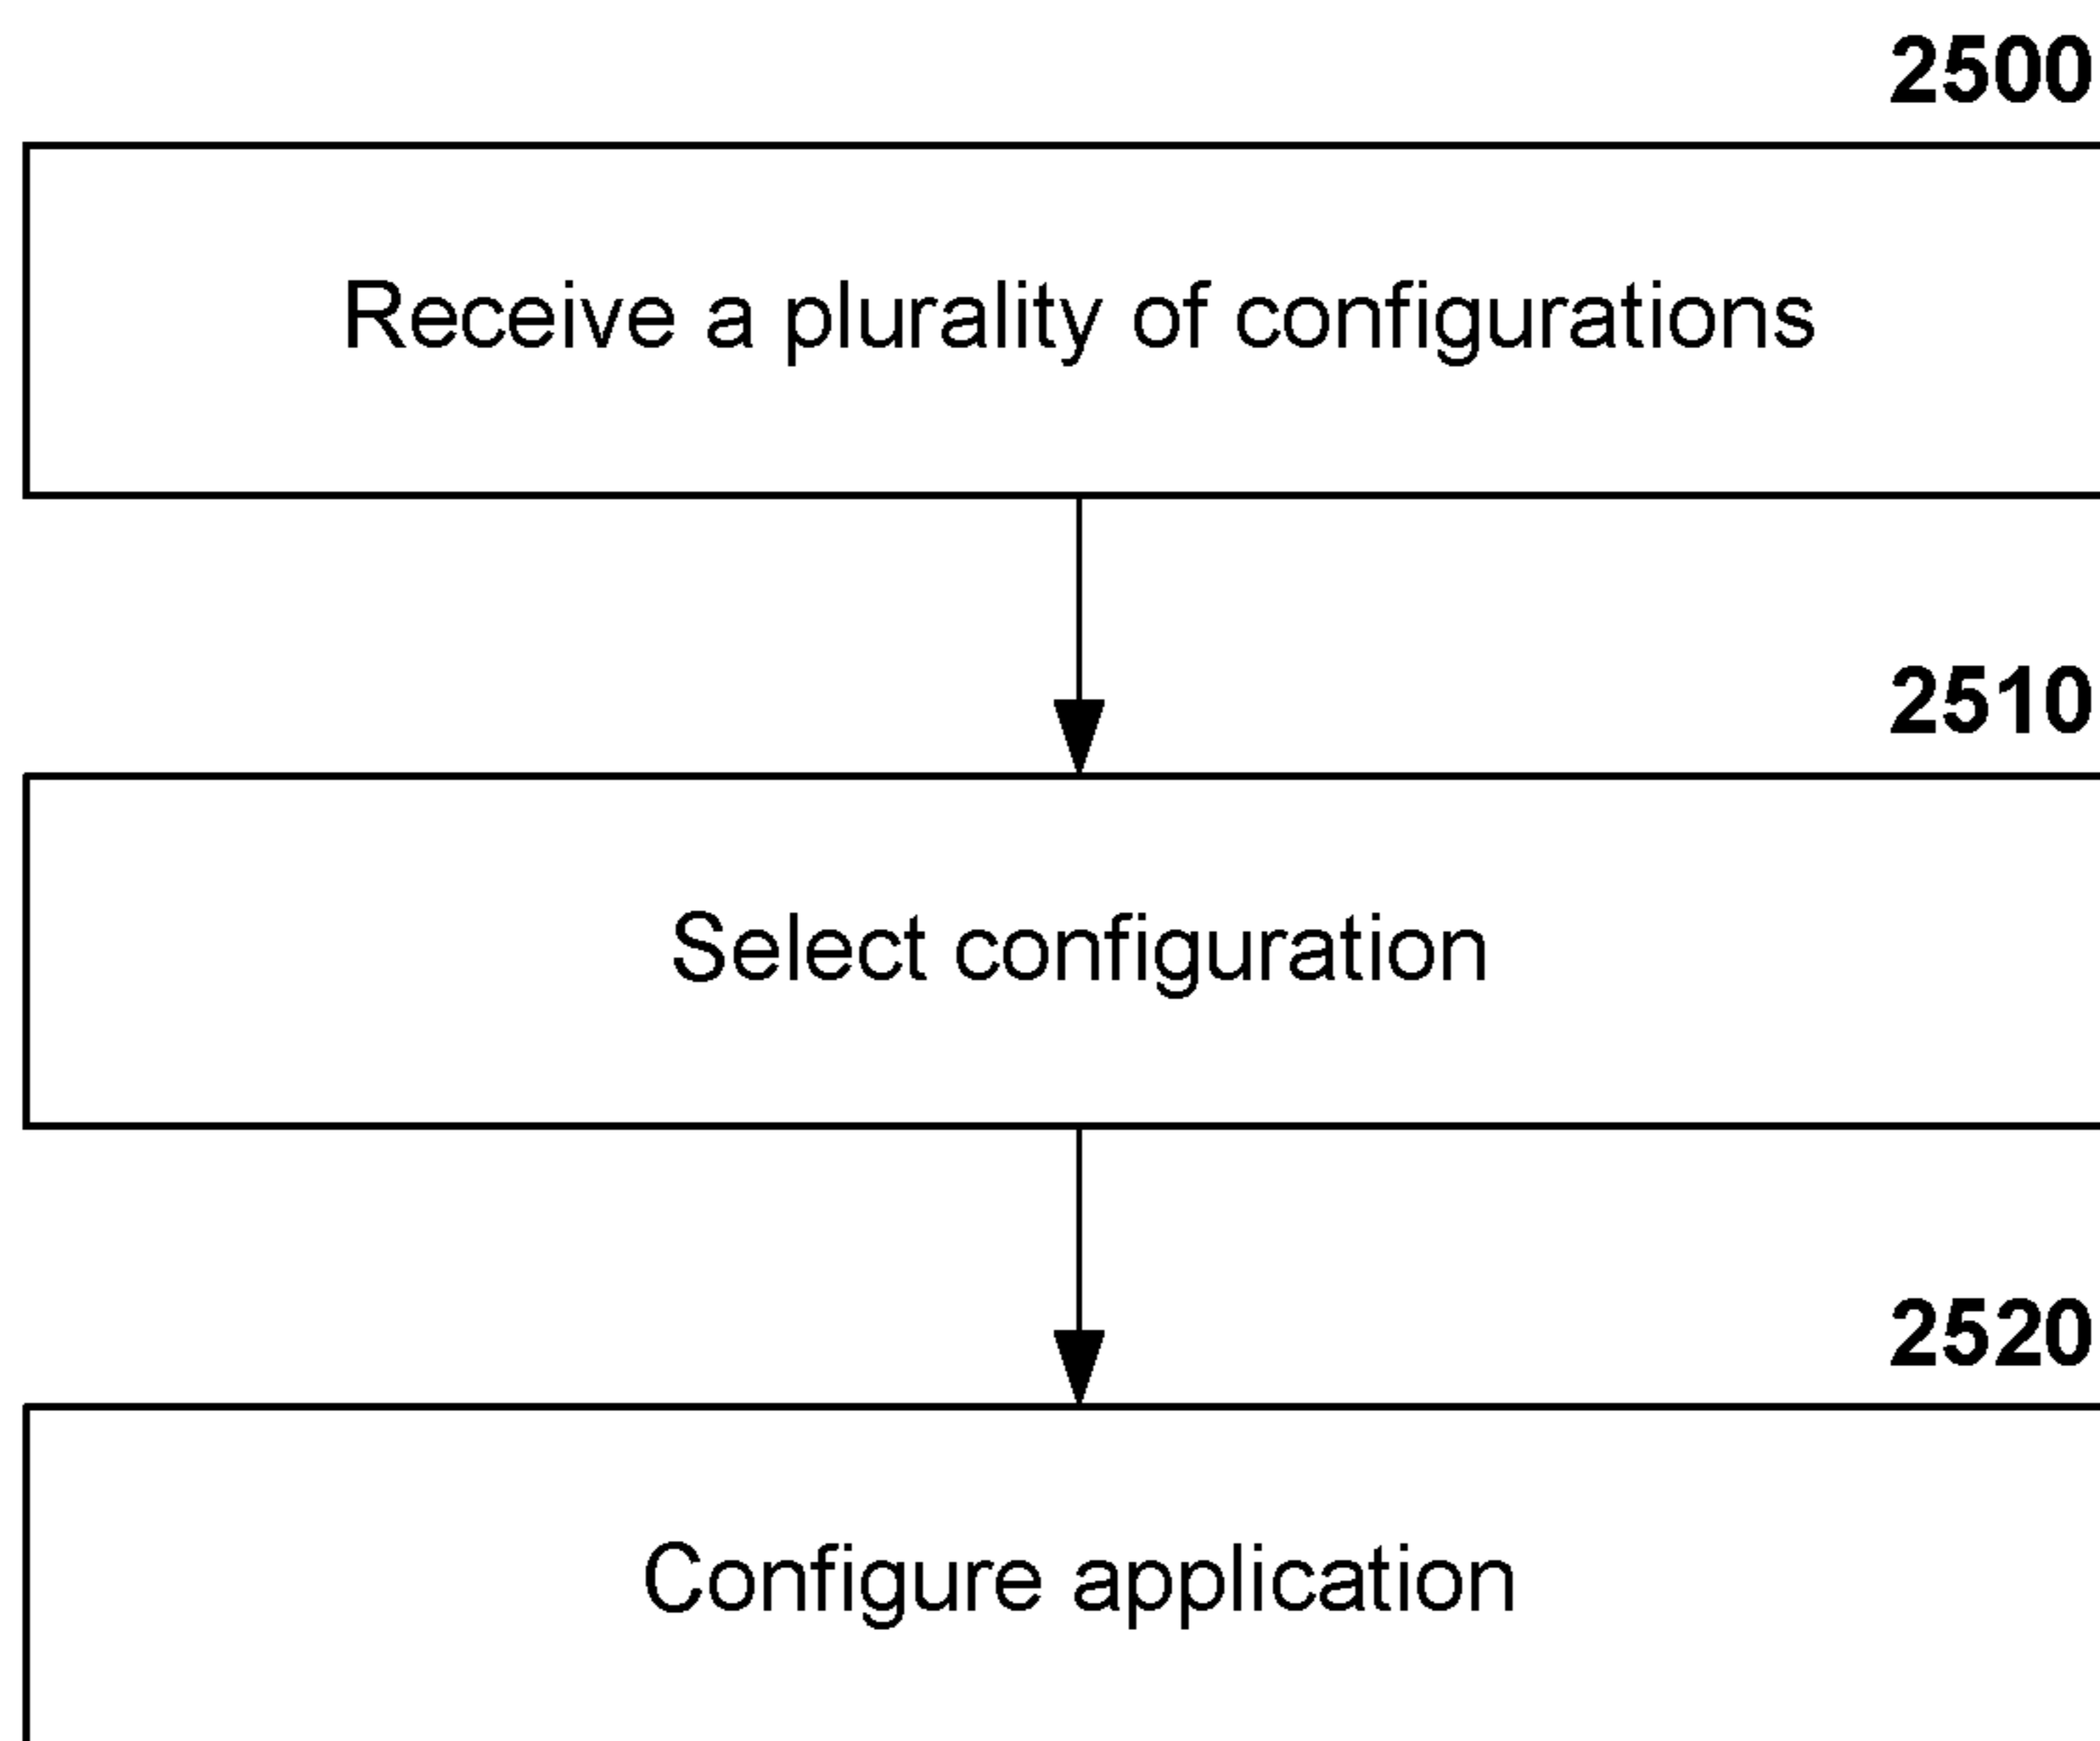 2500
Receive a plurality of configurations
2510
Select configuration
2520
Configure application